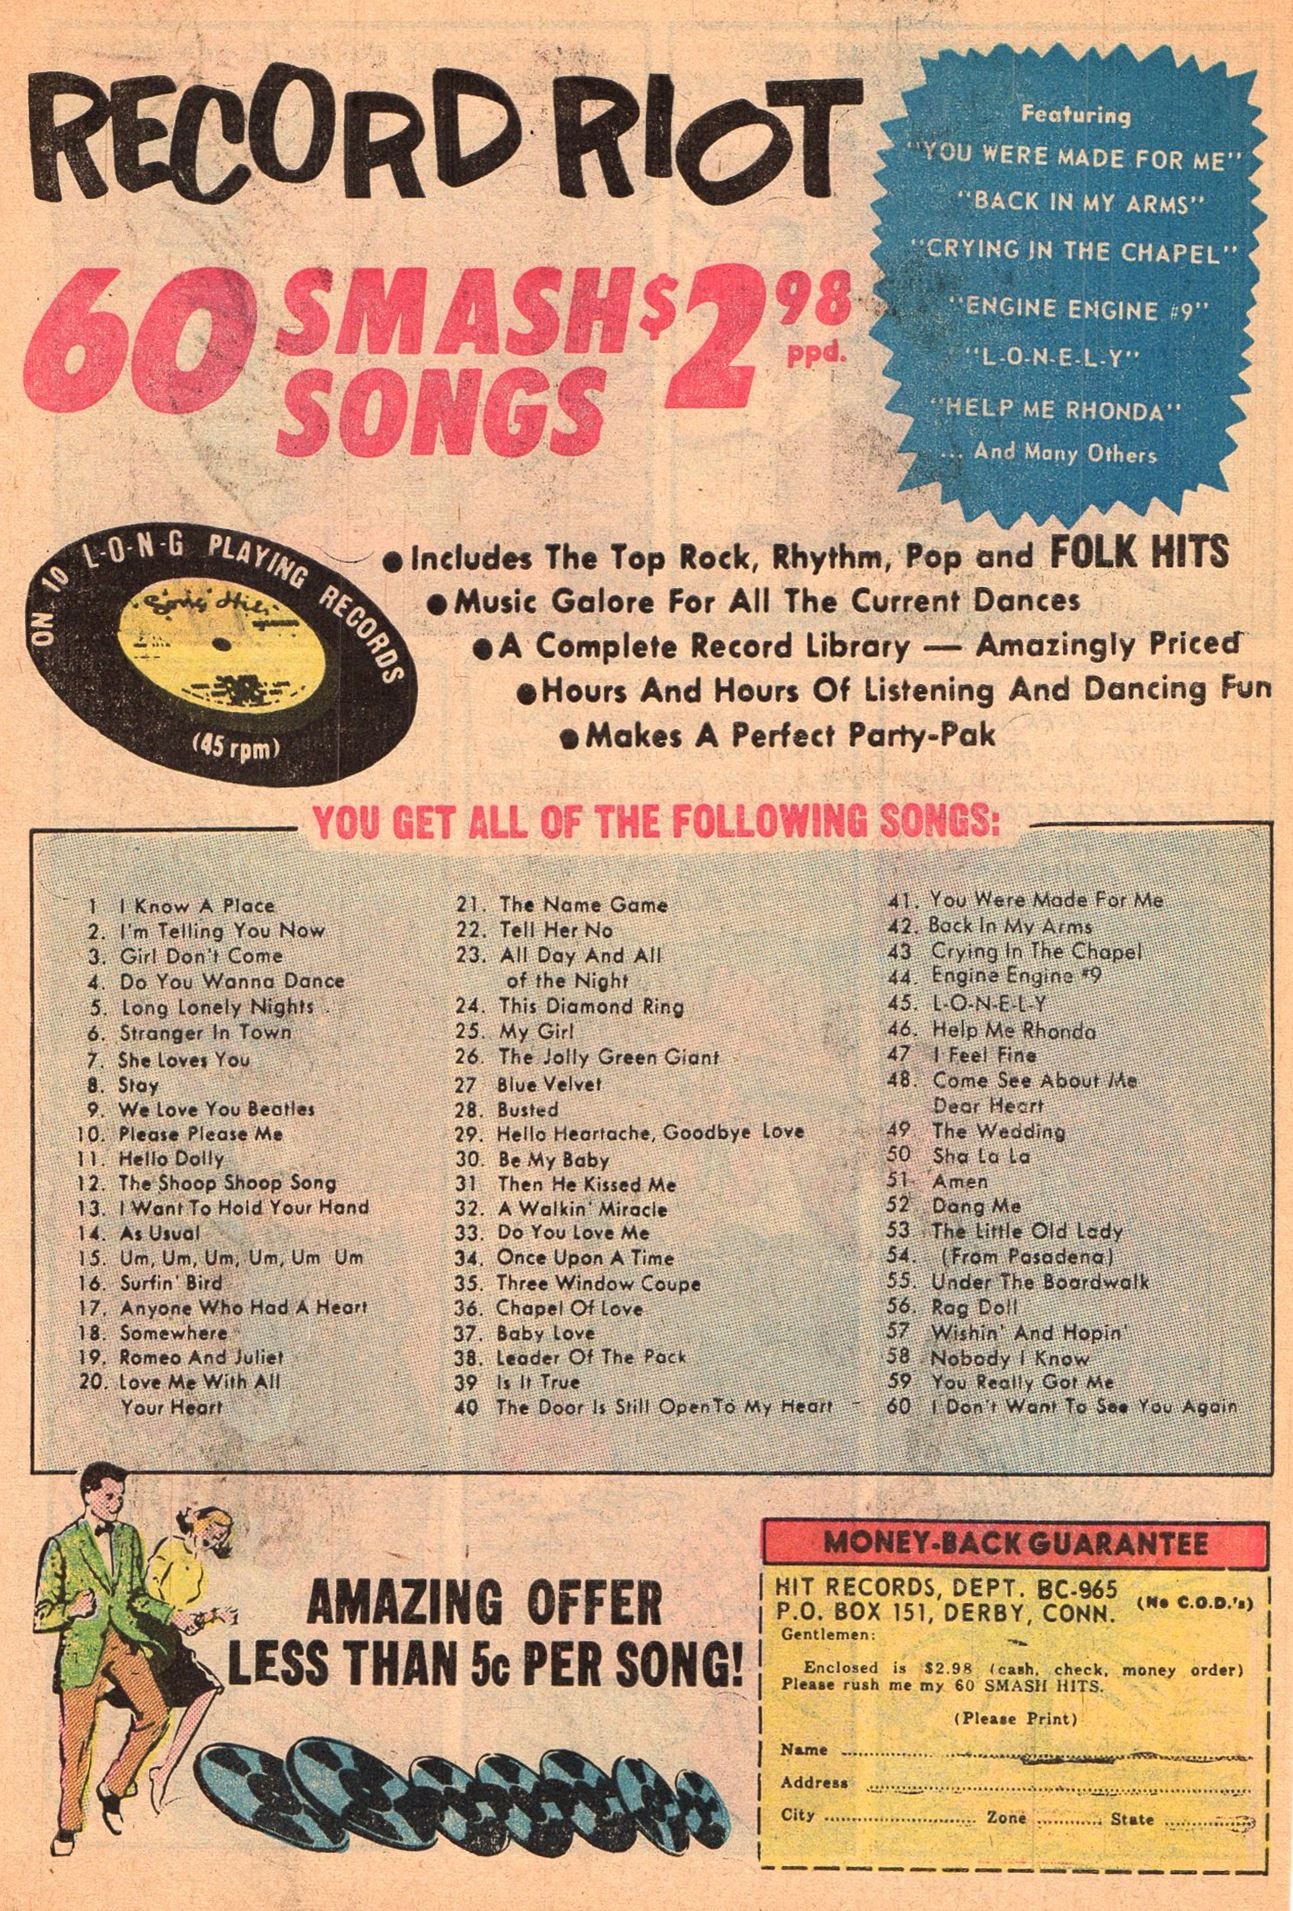 RECORD RIOT
60 SMASH SONGS $2.98 ppd.
Featuring
"YOU WERE MADE FOR ME"
"BACK IN MY ARMS"
"CRYING IN THE CHAPEL"
"ENGINE ENGINE #9"
"L-O-N-E-L-Y"
"HELP ME RHONDA"
... And Many Others
ON 10 L-O-N-G PLAYING RECORDS
(45 rpm)
● Includes The Top Rock, Rhythm, Pop and FOLK HITS
● Music Galore For All The Current Dances
● A Complete Record Library — Amazingly Priced
● Hours And Hours Of Listening And Dancing Fun
● Makes A Perfect Party-Pak
YOU GET ALL OF THE FOLLOWING SONGS:
1 I Know A Place
2. I'm Telling You Now
3. Girl Don't Come
4. Do You Wanna Dance
5. Long Lonely Nights
6. Stranger In Town
7. She Loves You
8. Stay
9. We Love You Beatles
10. Please Please Me
11. Hello Dolly
12. The Shoop Shoop Song
13. I Want To Hold Your Hand
14. As Usual
15. Um, Um, Um, Um, Um Um
16. Surfin' Bird
17. Anyone Who Had A Heart
18. Somewhere
19. Romeo And Juliet
20. Love Me With All
Your Heart
21. The Name Game
22. Tell Her No
23. All Day And All
of the Night
24. This Diamond Ring
25. My Girl
26. The Jolly Green Giant
27 Blue Velvet
28. Busted
29. Hello Heartache, Goodbye Love
30. Be My Baby
31 Then He Kissed Me
32. A Walkin' Miracle
33. Do You Love Me
34. Once Upon A Time
35. Three Window Coupe
36. Chapel Of Love
37. Baby Love
38. Leader Of The Pack
39 Is It True
40 The Door Is Still Open To My Heart
41. You Were Made For Me
42. Back In My Arms
43 Crying In The Chapel
44. Engine Engine #9
45. L-O-N-E-L-Y
46. Help Me Rhonda
47 I Feel Fine
48. Come See About Me
Dear Heart
49 The Wedding
50 Sha La La
51 Amen
52 Dang Me
53 The Little Old Lady
54. (From Pasadena)
55. Under The Boardwalk
56. Rag Doll
57 Wishin' And Hopin'
58 Nobody I Know
59 You Really Got Me
60 I Don't Want To See You Again
AMAZING OFFER
LESS THAN 5c PER SONG!
MONEY-BACK GUARANTEE
HIT RECORDS, DEPT. BC-965
P.O. BOX 151, DERBY, CONN. (No C.O.D.'s)
Gentlemen:
Enclosed is $2.98 (cash, check, money order)
Please rush me my 60 SMASH HITS.
(Please Print)
Name
Address
City Zone State